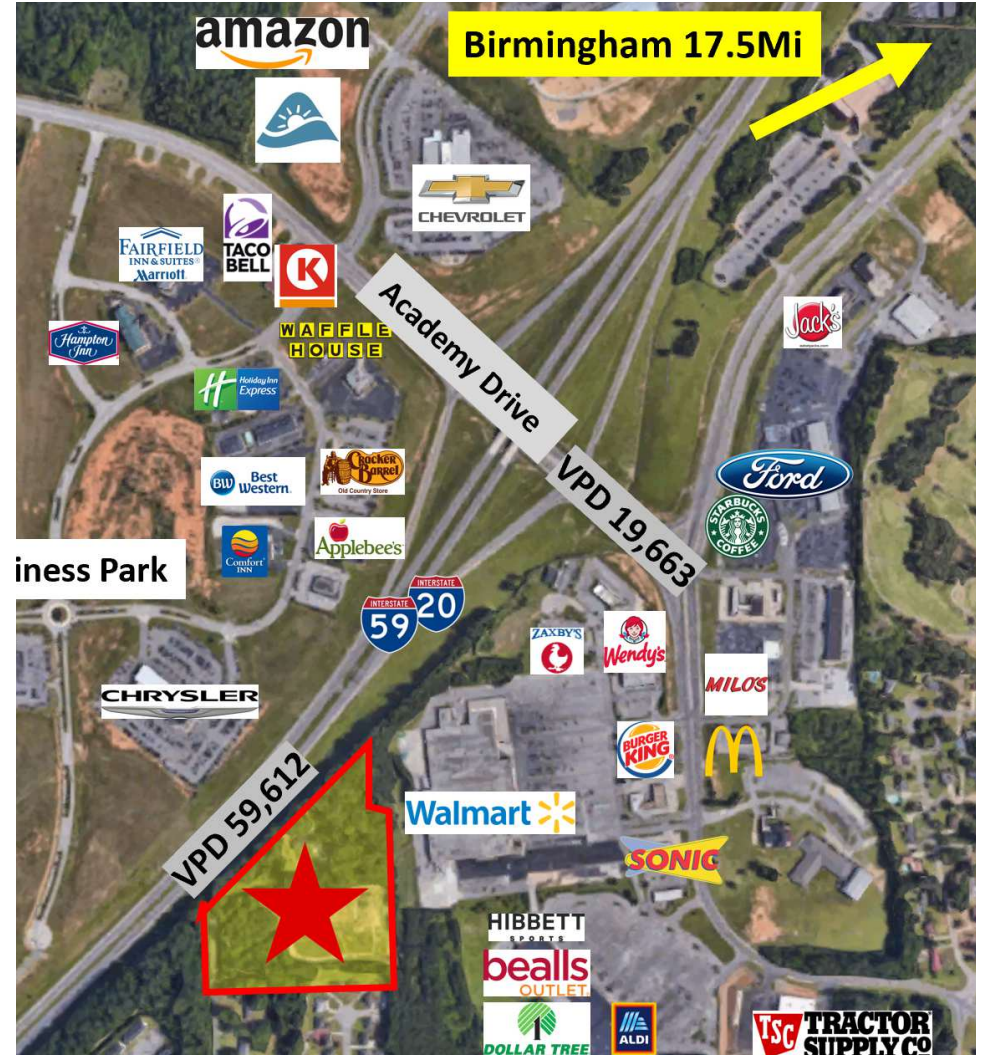 amazon
Birmingham 17.5Mi
CHEVROLET
FAIRFIELD
INN & SUITES®
Marriott
TACO
BELL
K
WAFFLE
HOUSE
Hampton
Inn
Academy Drive
Jack's
Holiday Inn
Express
BW Best
Western.
Cracker
Barrel
Old Country Store
VPD 19,663
Ford
STARBUCKS
COFFEE
Comfort
INN
Applebee's
iness Park
INTERSTATE
59
INTERSTATE
20
ZAXBY'S
Wendy's
MILO'S
CHRYSLER
BURGER
KING
VPD 59,612
Walmart
SONIC
HIBBETT
SPORTS
bealls
OUTLET
DOLLAR TREE
ALDI
TSC TRACTOR
SUPPLY CO